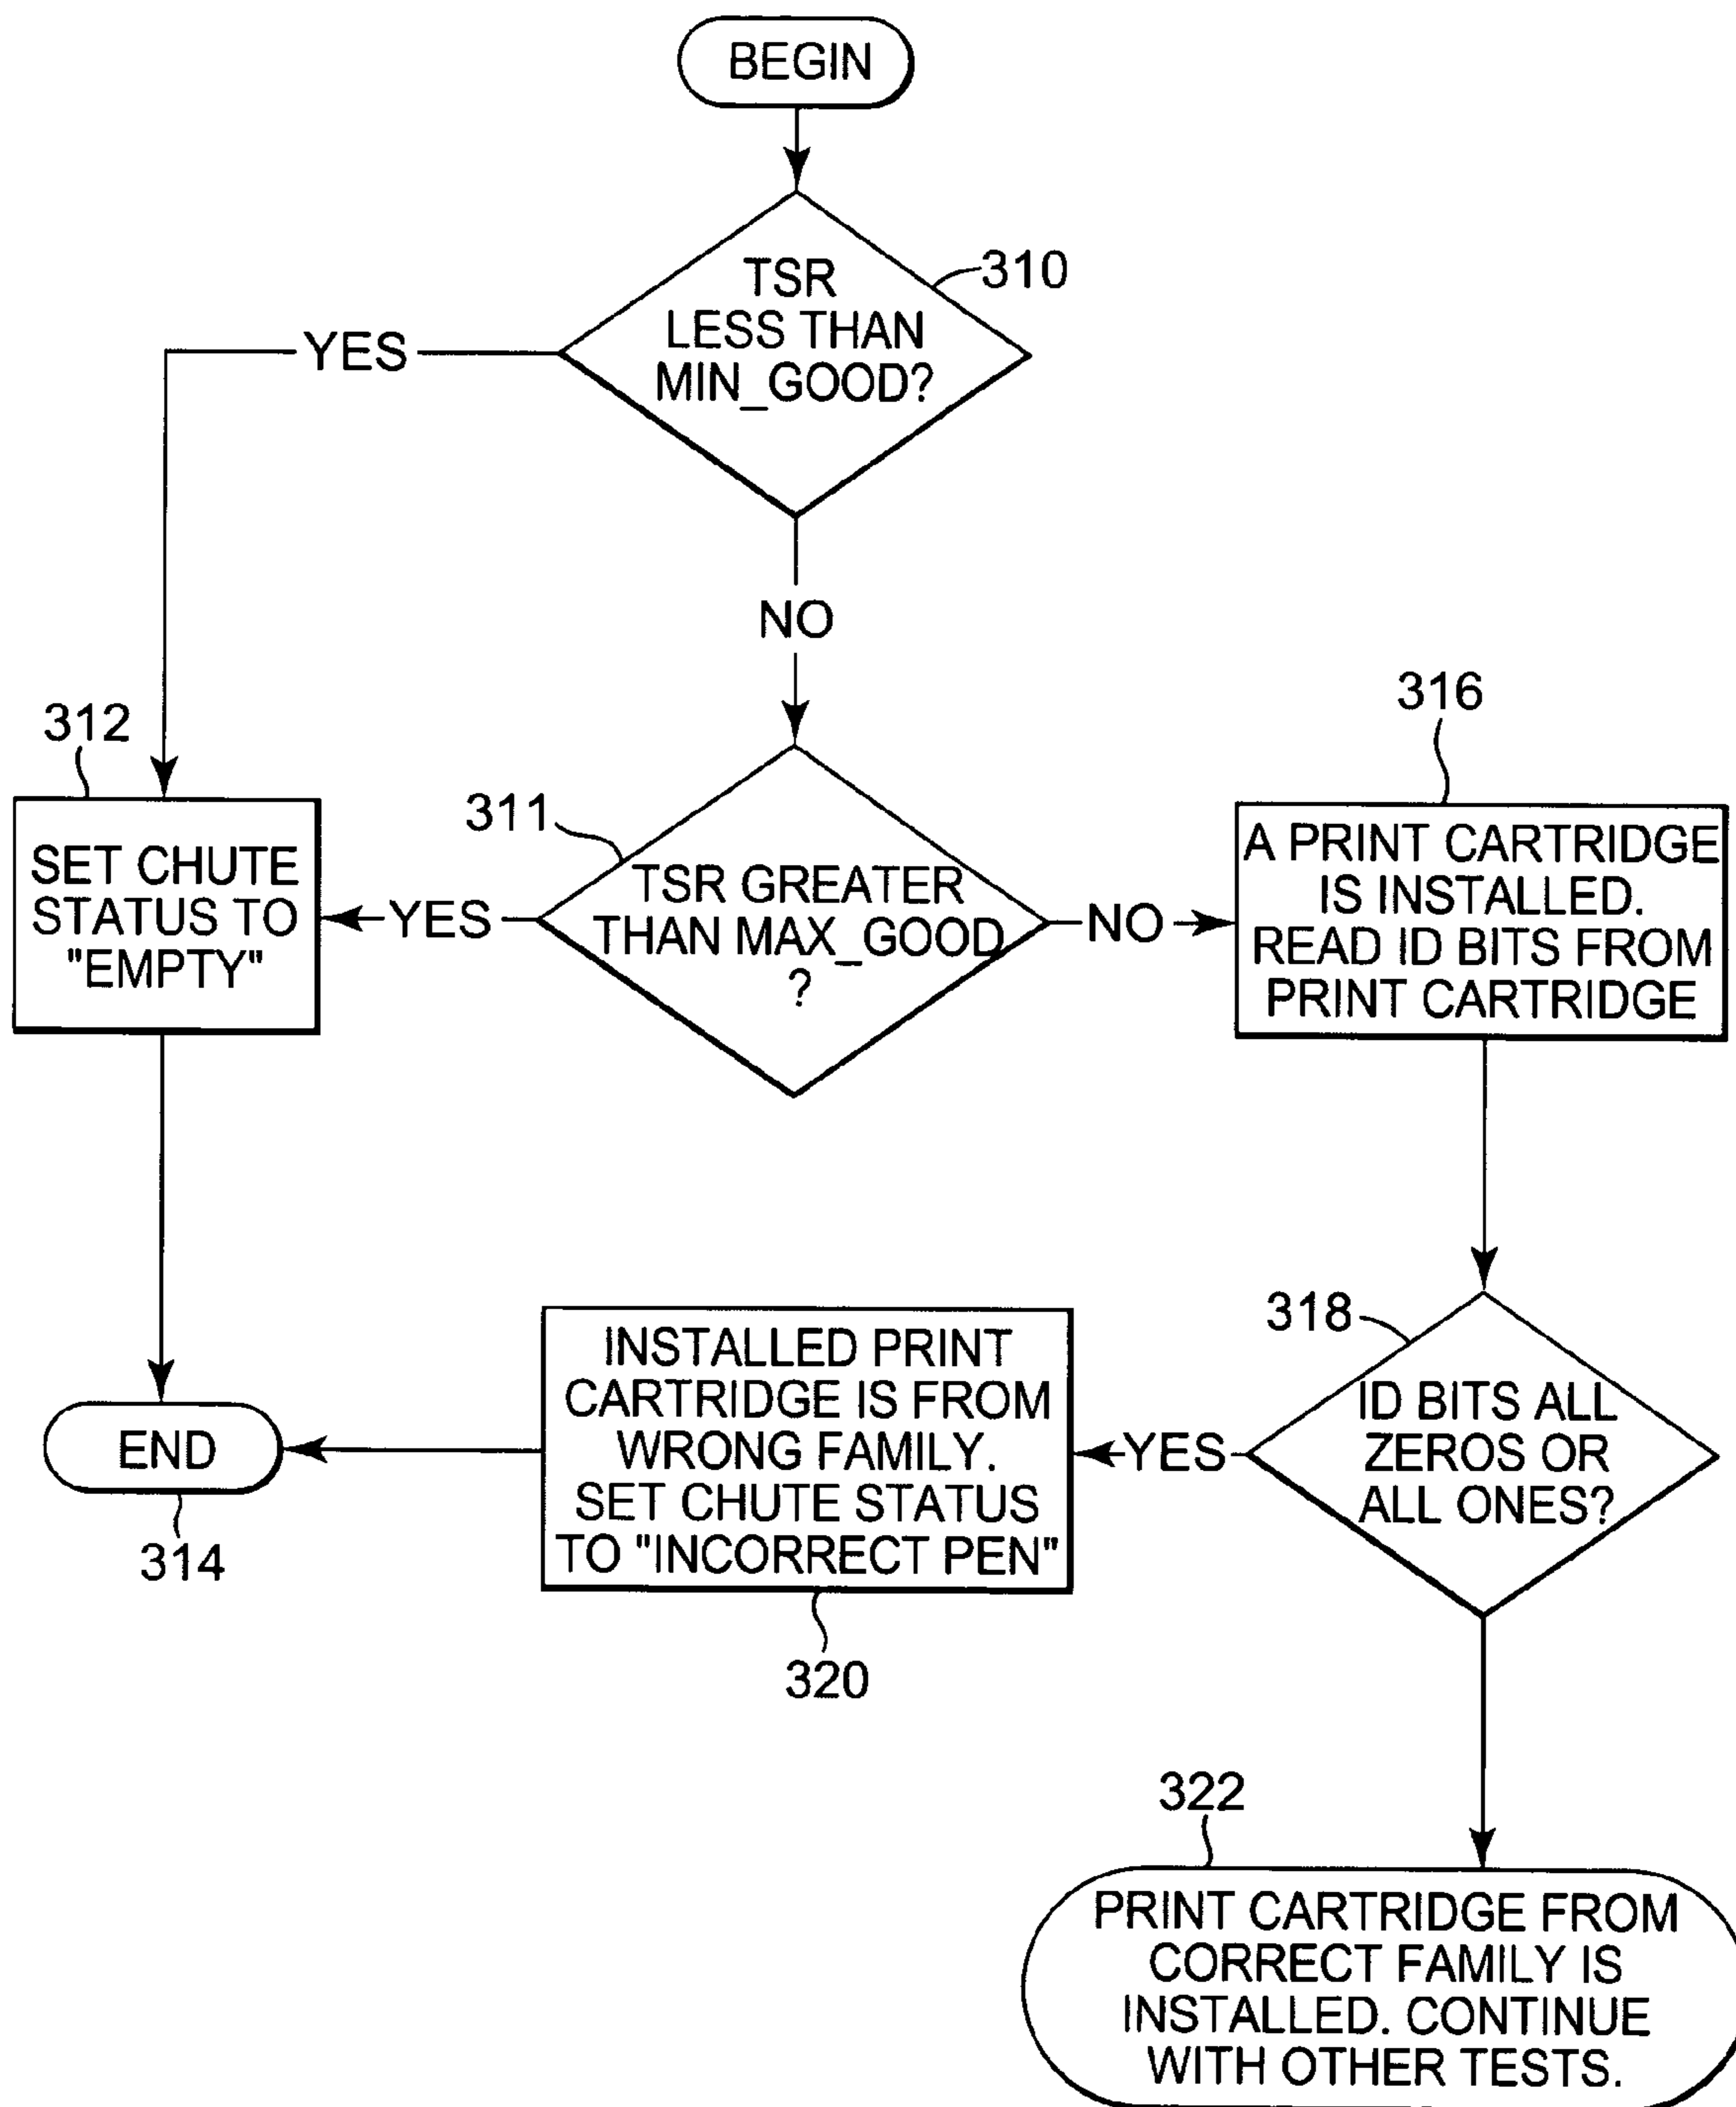 BEGIN
TSR
LESS THAN
MIN_GOOD?
310
YES
NO
312
SET CHUTE
STATUS TO
"EMPTY"
311
TSR GREATER
THAN MAX_GOOD
?
YES
NO
316
A PRINT CARTRIDGE
IS INSTALLED.
READ ID BITS FROM
PRINT CARTRIDGE
318
ID BITS ALL
ZEROS OR
ALL ONES?
YES
INSTALLED PRINT
CARTRIDGE IS FROM
WRONG FAMILY.
SET CHUTE STATUS
TO "INCORRECT PEN"
320
END
314
322
PRINT CARTRIDGE FROM
CORRECT FAMILY IS
INSTALLED. CONTINUE
WITH OTHER TESTS.